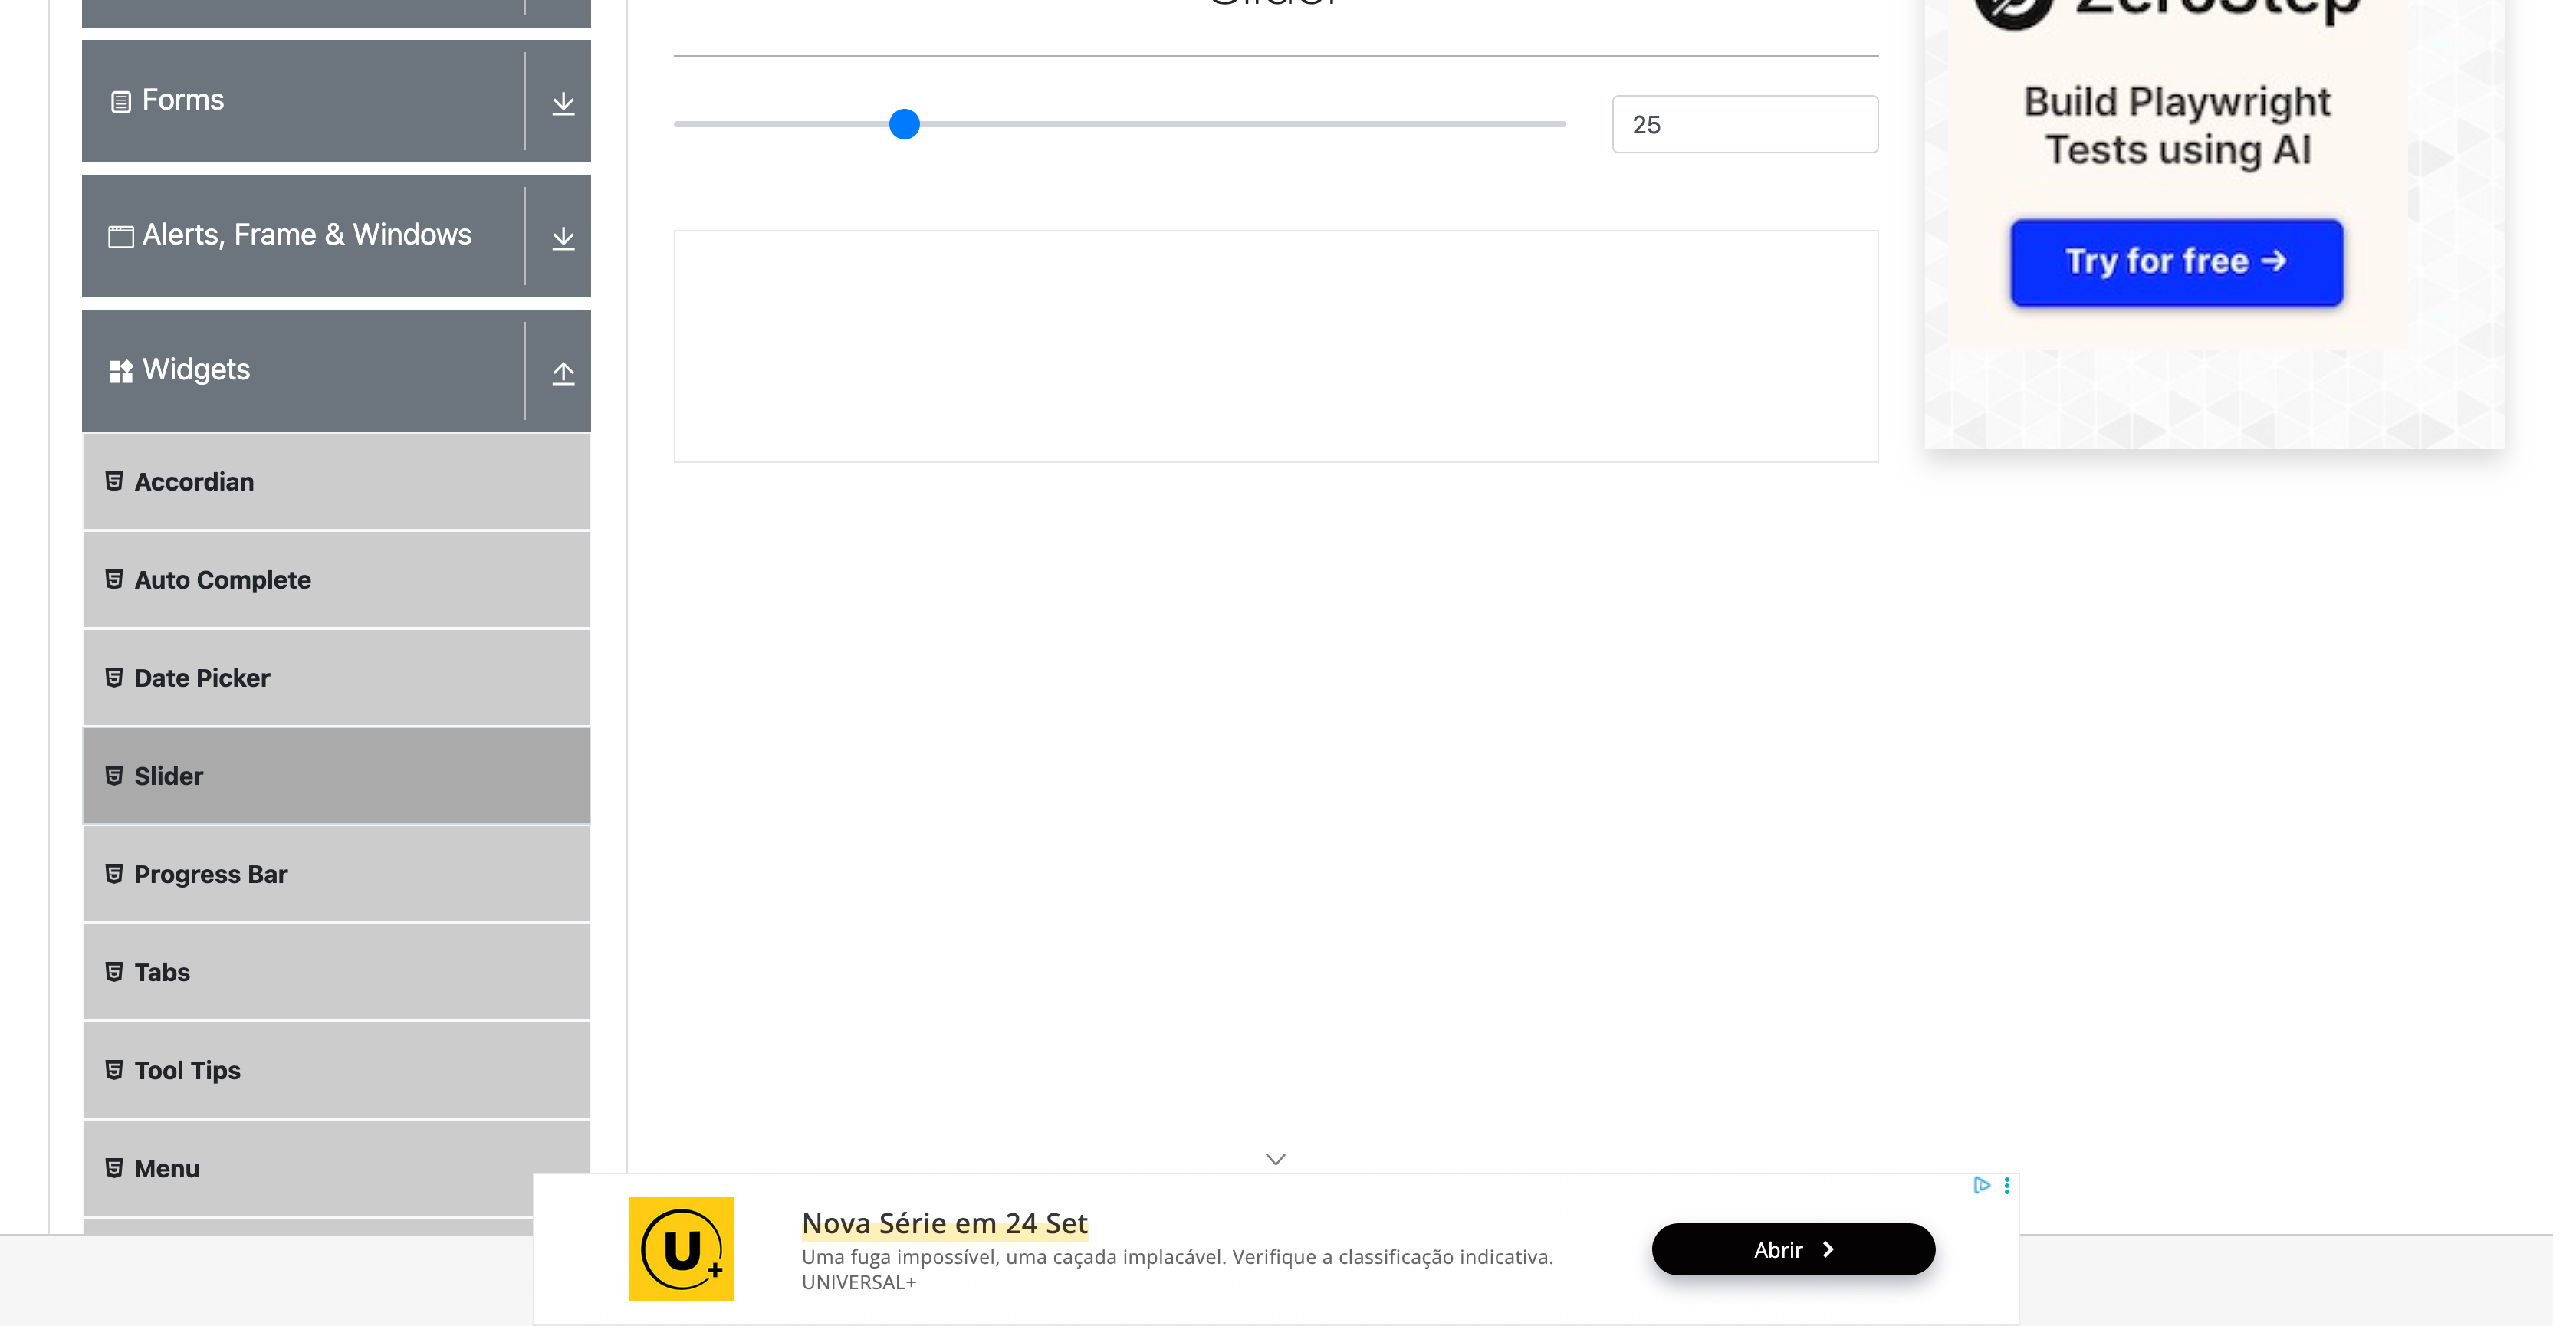 Slider
ZeroStep
Forms
25
Build Playwright
Tests using AI
Alerts, Frame & Windows
Try for free →
Widgets
Accordian
Auto Complete
Date Picker
Slider
Progress Bar
Tabs
Tool Tips
Menu
U+
Nova Série em 24 Set
Uma fuga impossível, uma caçada implacável. Verifique a classificação indicativa.
UNIVERSAL+
Abrir